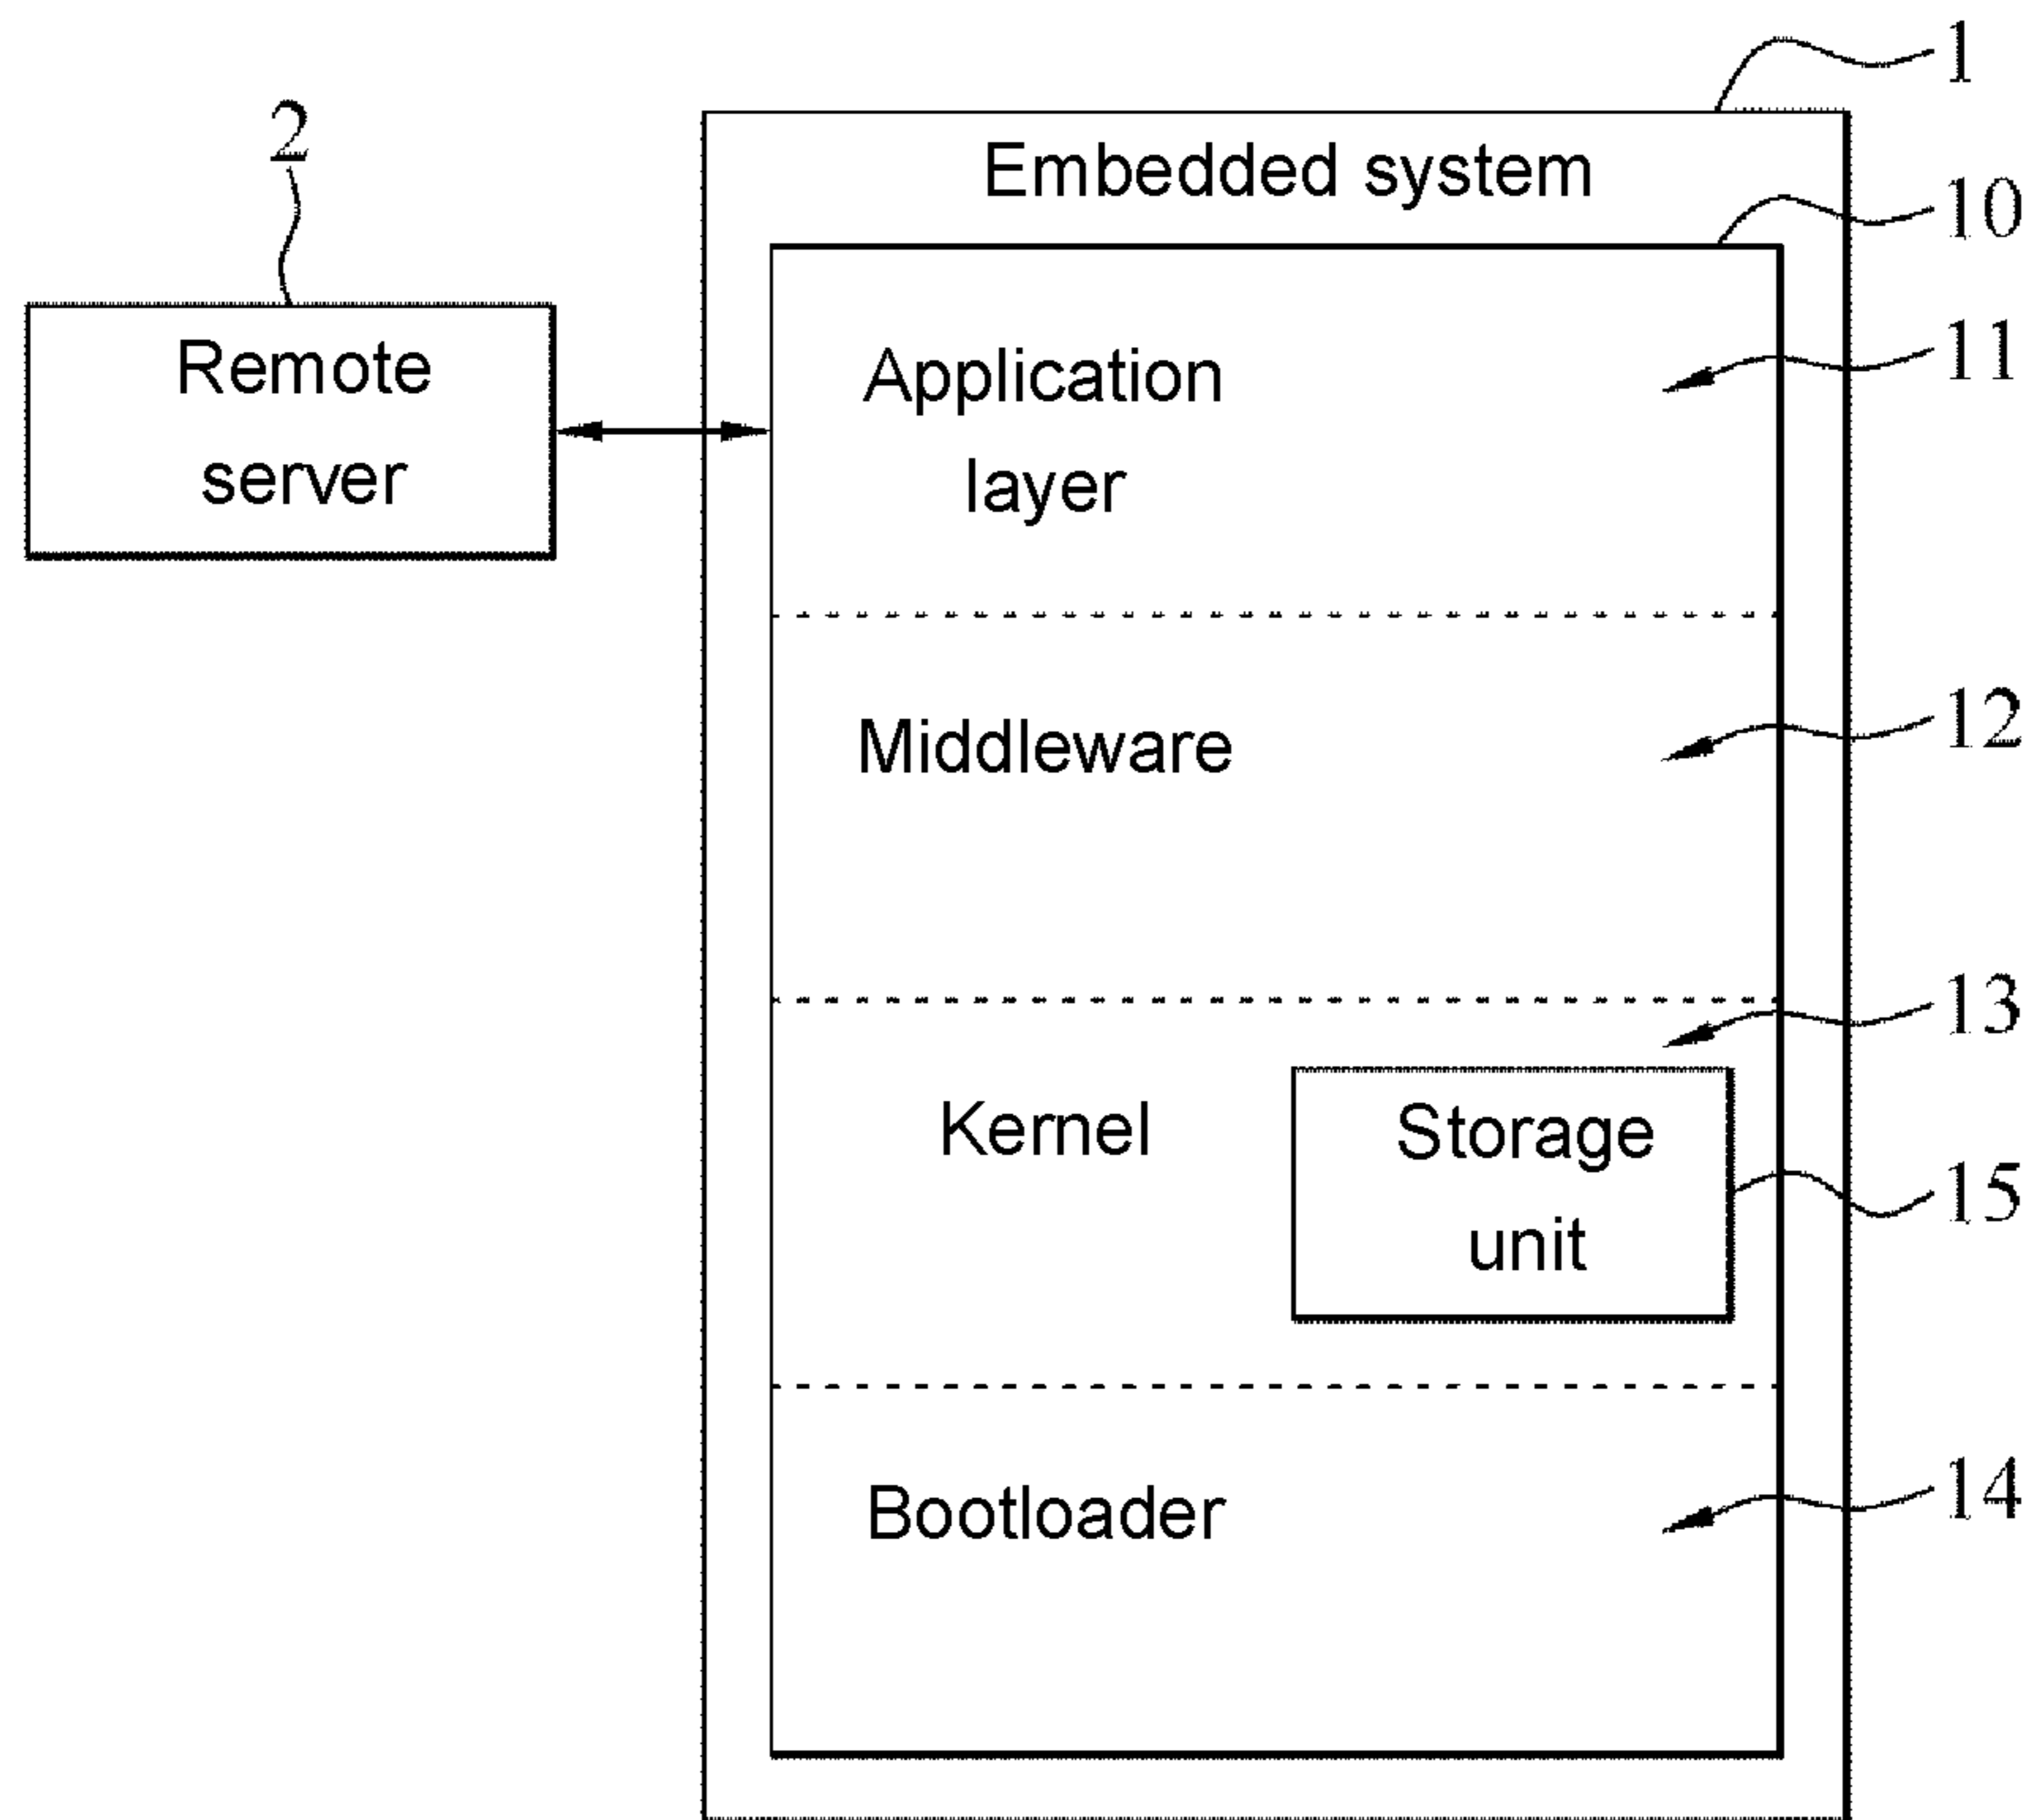 1
2
Embedded system
10
Remote
server
Application
layer
11
Middleware
12
13
Kernel
Storage
unit
15
Bootloader
14